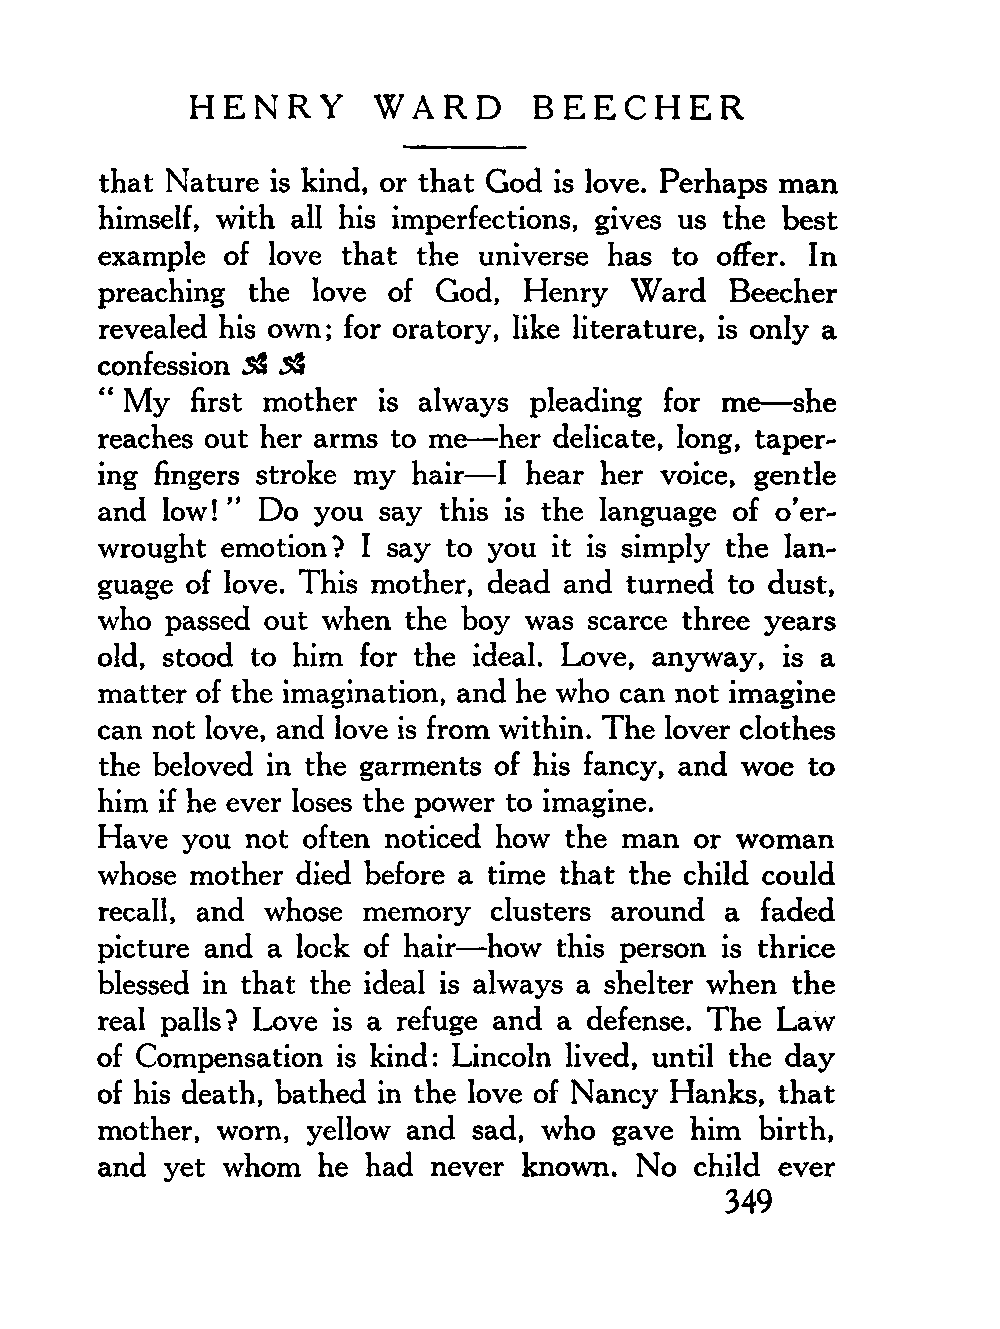 HENRY WARD BEECHER
that Nature is kind, or that God is love. Perhaps man
himself, with all his imperfections, gives us the best
example of love that the universe has to offer. In
preaching the love of God, Henry Ward Beecher
revealed his own; for oratory, like literature, is only a
confession
“ My first mother is always pleading for me—she
reaches out her arms to me—her delicate, long, taper-
ing fingers stroke my hair—I hear her voice, gentle
and low! ” Do you say this is the language of o’er-
wrought emotion? I say to you it is simply the lan-
guage of love. This mother, dead and turned to dust,
who passed out when the boy was scarce three years
old, stood to him for the ideal. Love, anyway, is a
matter of the imagination, and he who can not imagine
can not love, and love is from within. The lover clothes
the beloved in the garments of his fancy, and woe to
him if he ever loses the power to imagine.
Have you not often noticed how the man or woman
whose mother died before a time that the child could
recall, and whose memory clusters around a faded
picture and a lock of hair—how this person is thrice
blessed in that the ideal is always a shelter when the
real palls? Love is a refuge and a defense. The Law
of Compensation is kind: Lincoln lived, until the day
of his death, bathed in the love of Nancy Hanks, that
mother, worn, yellow and sad, who gave him birth,
and yet whom he had never known. No child ever
349